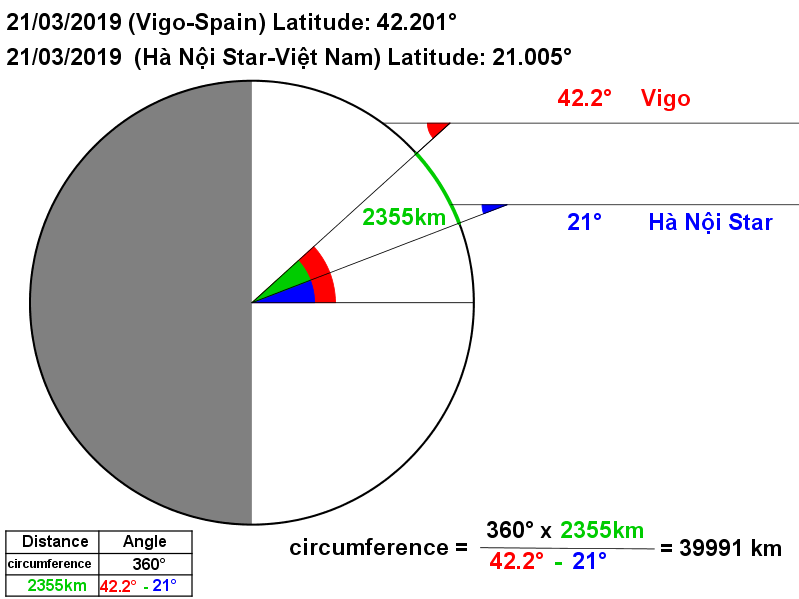 21/03/2019 (Vigo-Spain) Latitude: 42.201°
21/03/2019 (Hà Nội Star-Việt Nam) Latitude: 21.005°
42.2° Vigo
2355km
21° Hà Nội Star
Distance Angle
circumference 360°
2355km 42.2° - 21°
circumference = 360° x 2355km = 39991 km
42.2° - 21°